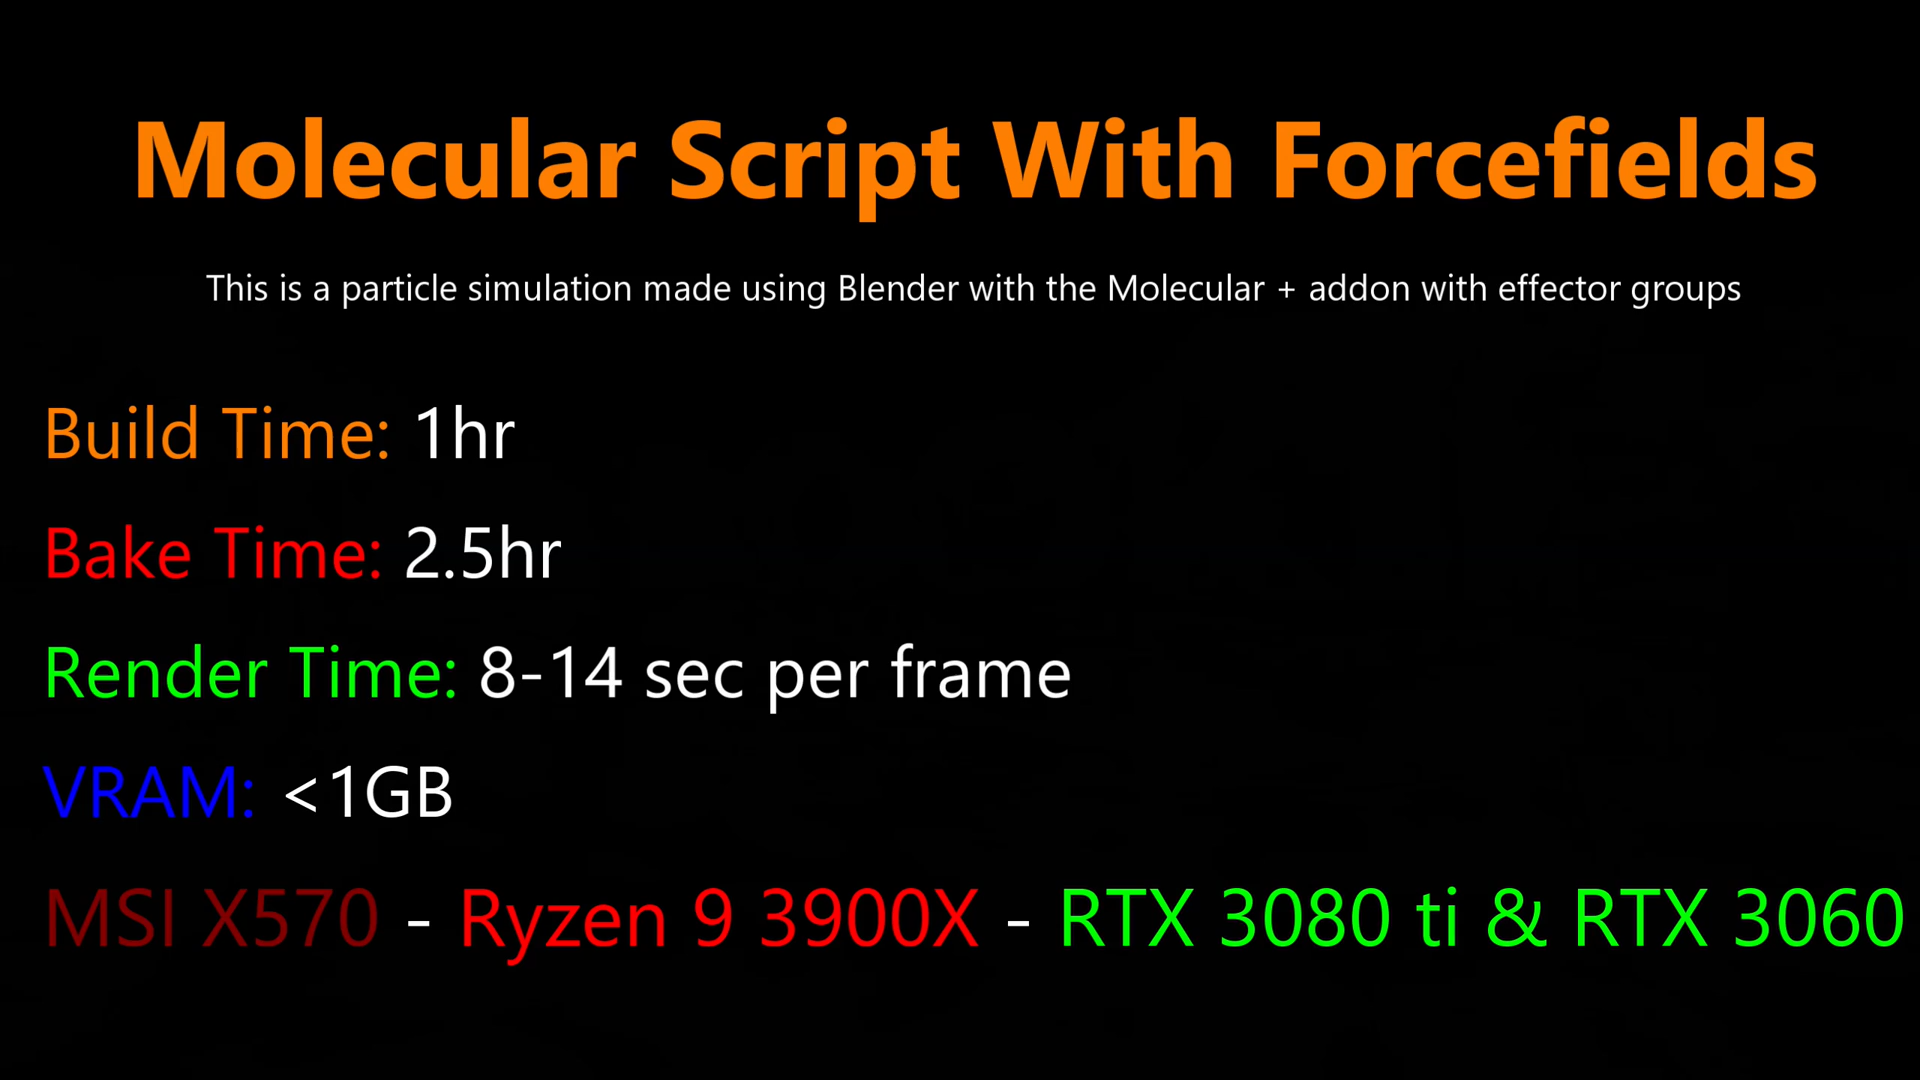 Molecular Script With Forcefields
This is a particle simulation made using Blender with the Molecular + addon with effector groups
Build Time: 1hr
Bake Time: 2.5hr
Render Time: 8-14 sec per frame
VRAM: <1GB
MSI X570 - Ryzen 9 3900X - RTX 3080 ti & RTX 3060